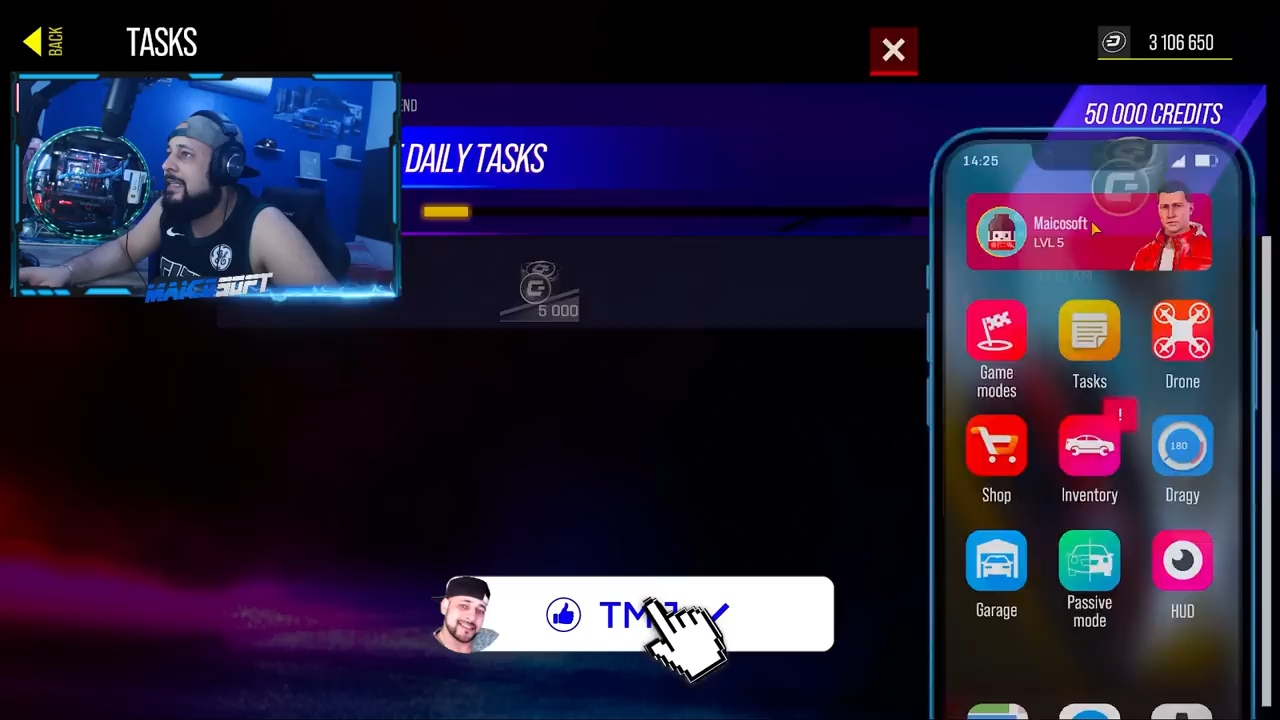 BACK
TASKS
3 106 650
END
DAILY TASKS
50 000 CREDITS
MAICOSOFT
5 000
14:25
Maicosoft
LVL 5
Game
modes
Tasks
Drone
!
Shop
Inventory
180
Dragy
Garage
Passive
mode
HUD